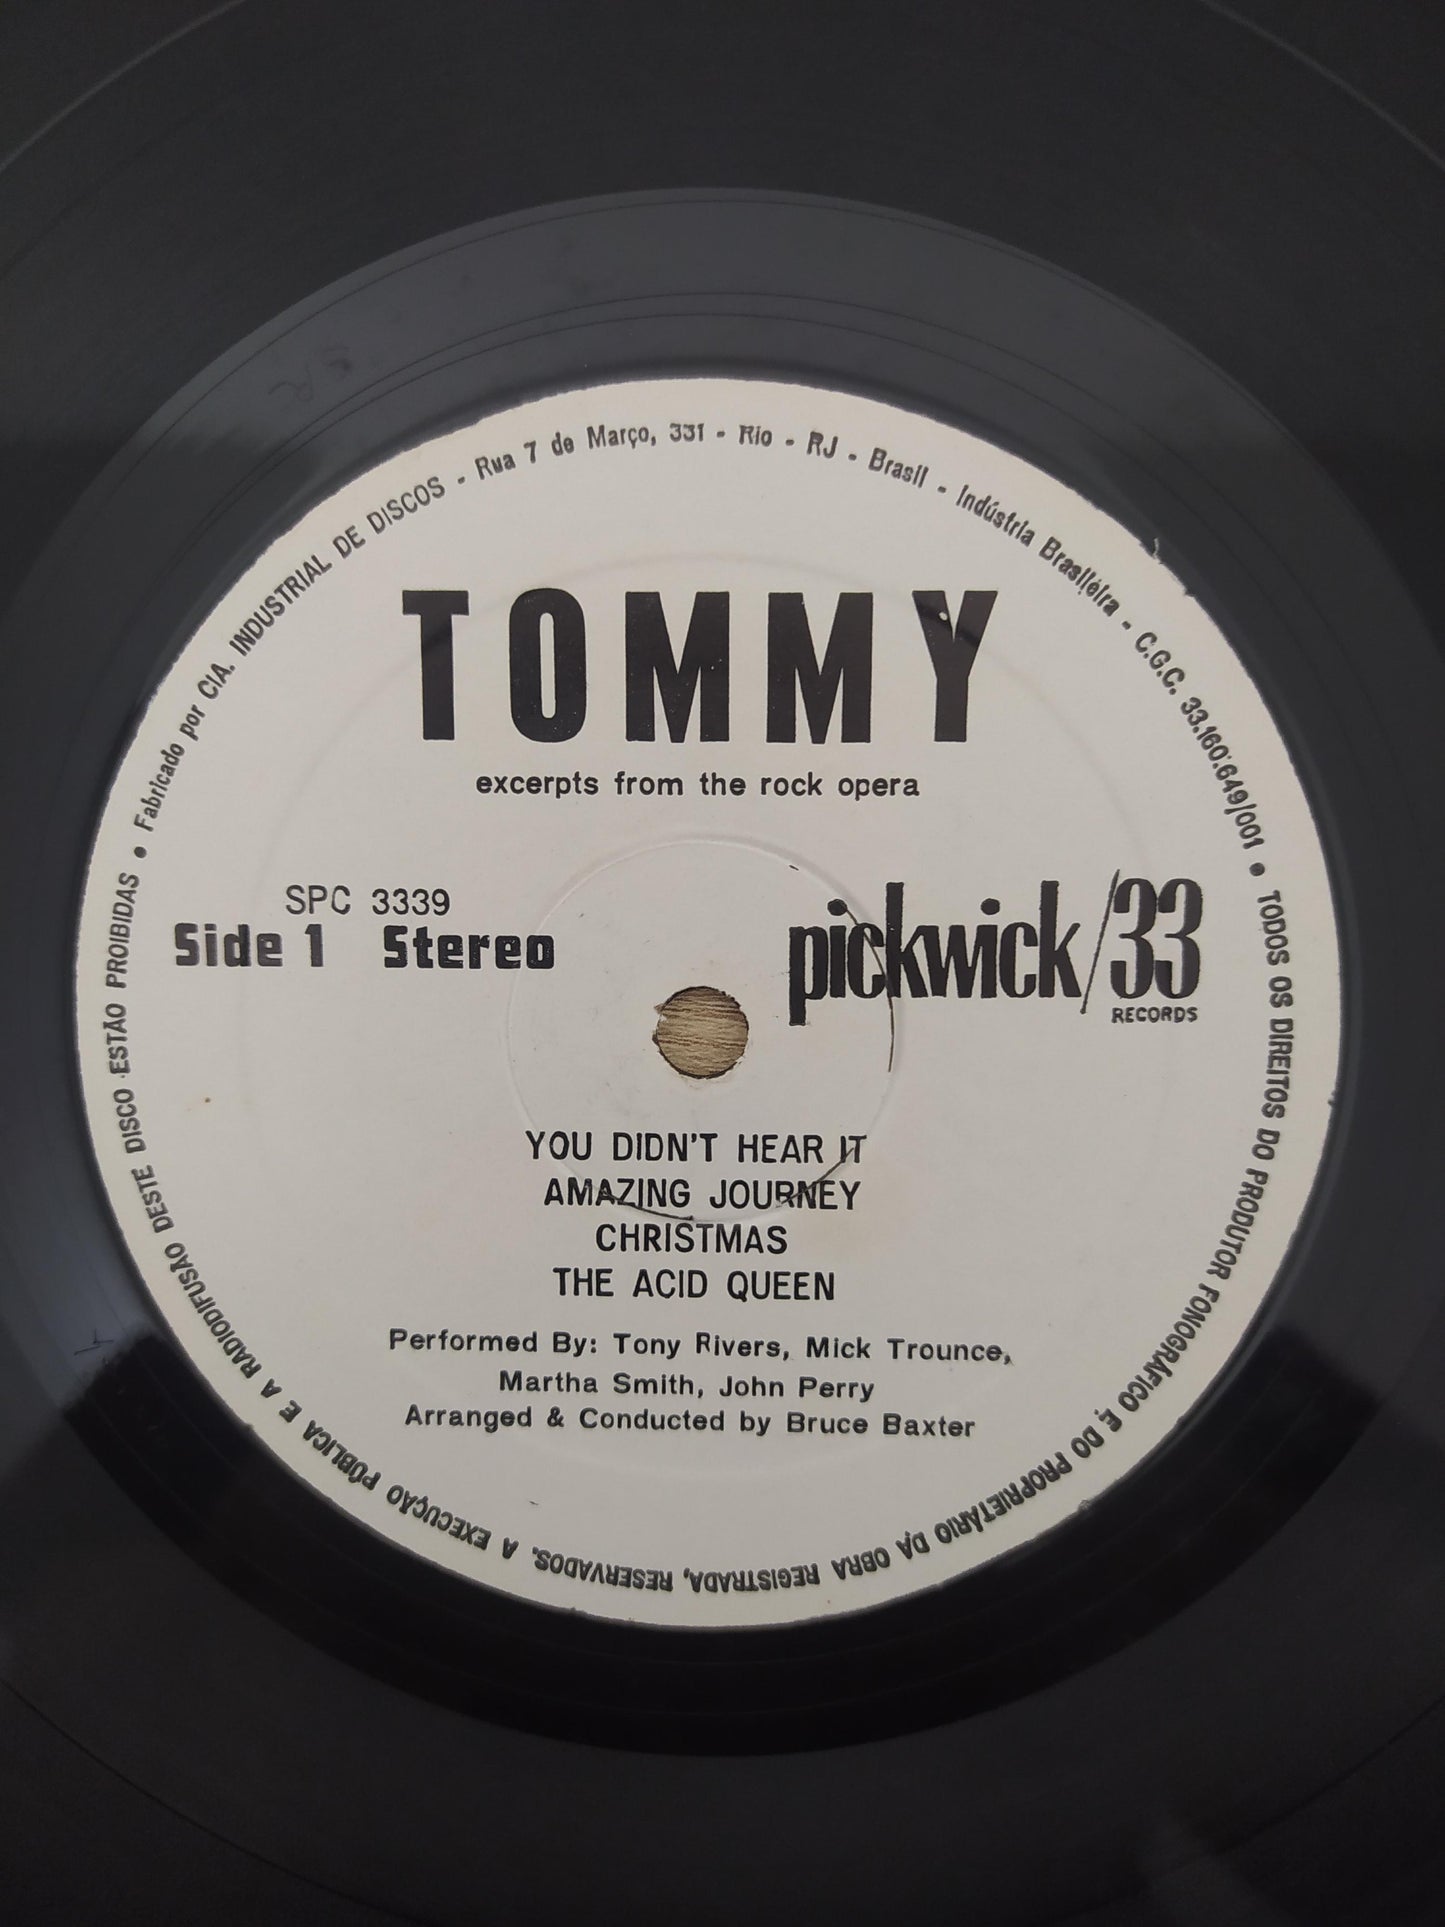 Fabricado por CIA. INDUSTRIAL DE DISCOS - Rua 7 de Março, 331 - Rio - RJ - Brasil - Indústria Brasileira - C.G.C. 33.160.649/001 • TODOS OS DIREITOS DO PRODUTOR FONOGRÁFICO E DO PROPRIETÁRIO DA OBRA REGISTRADA, RESERVADOS. A EXECUÇÃO PÚBLICA E A RADIODIFUSÃO DESTE DISCO ESTÃO PROIBIDAS •
TOMMY
excerpts from the rock opera
SPC 3339
Side 1 Stereo
pickwick/33
RECORDS
YOU DIDN'T HEAR IT
AMAZING JOURNEY
CHRISTMAS
THE ACID QUEEN
Performed By: Tony Rivers, Mick Trounce,
Martha Smith, John Perry
Arranged & Conducted by Bruce Baxter